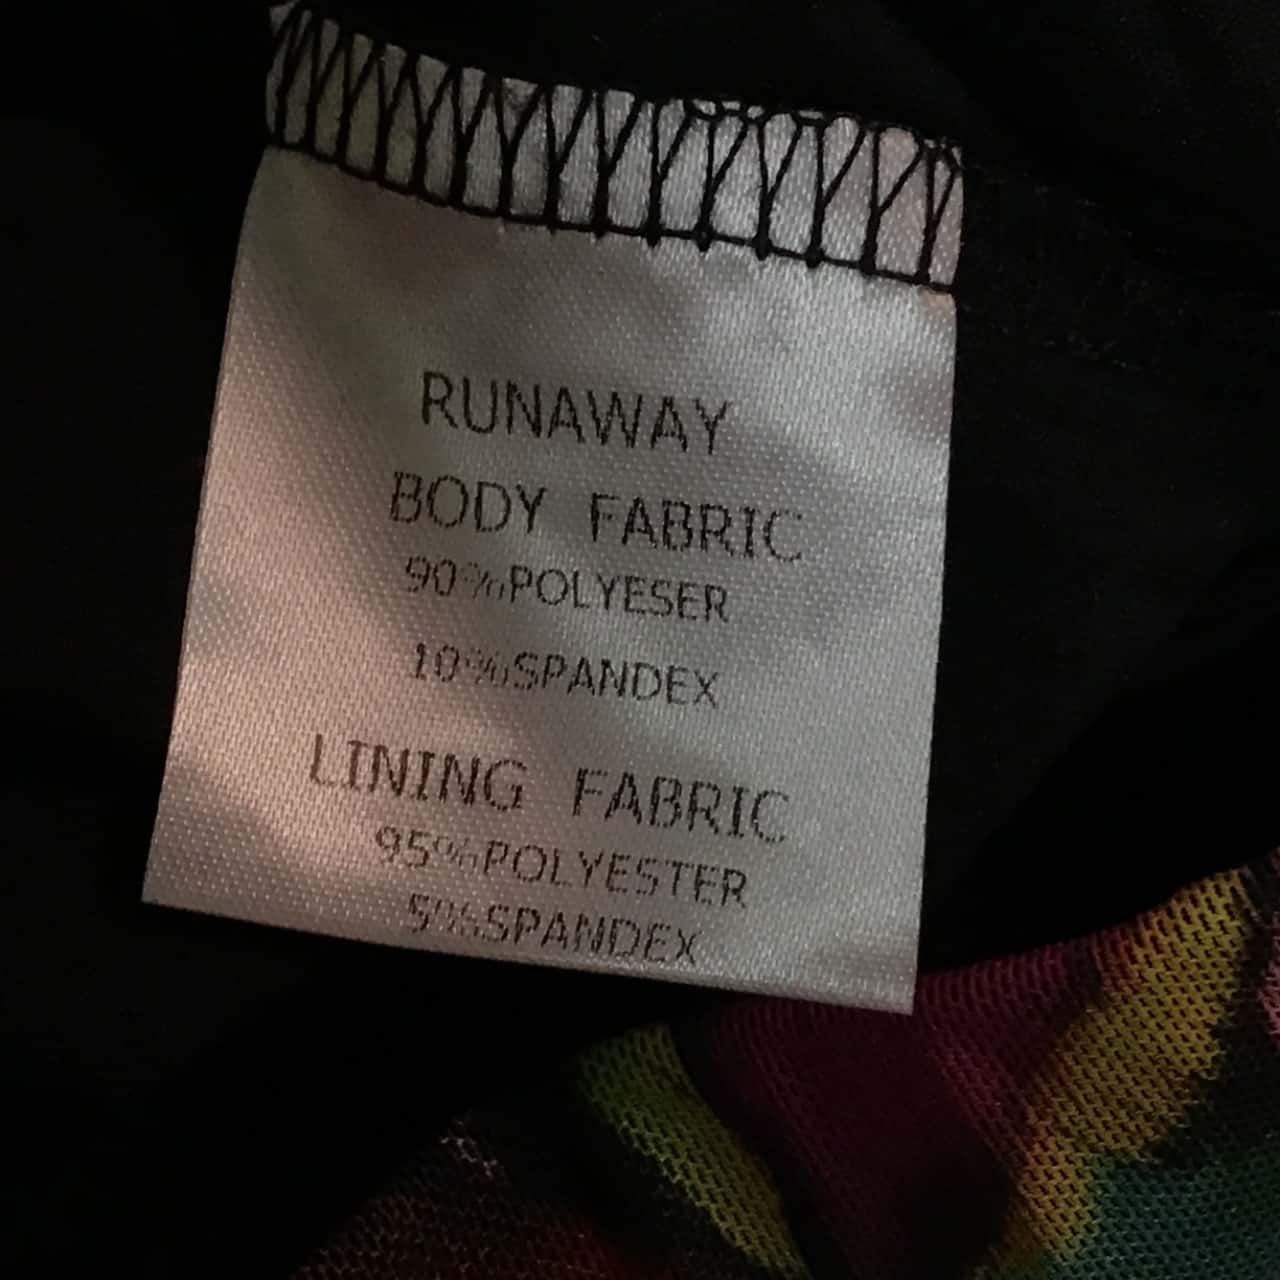 RUNAWAY
BODY FABRIC
90%POLYESER
10%SPANDEX
LINING FABRIC
95%POLYESTER
5%SPANDEX